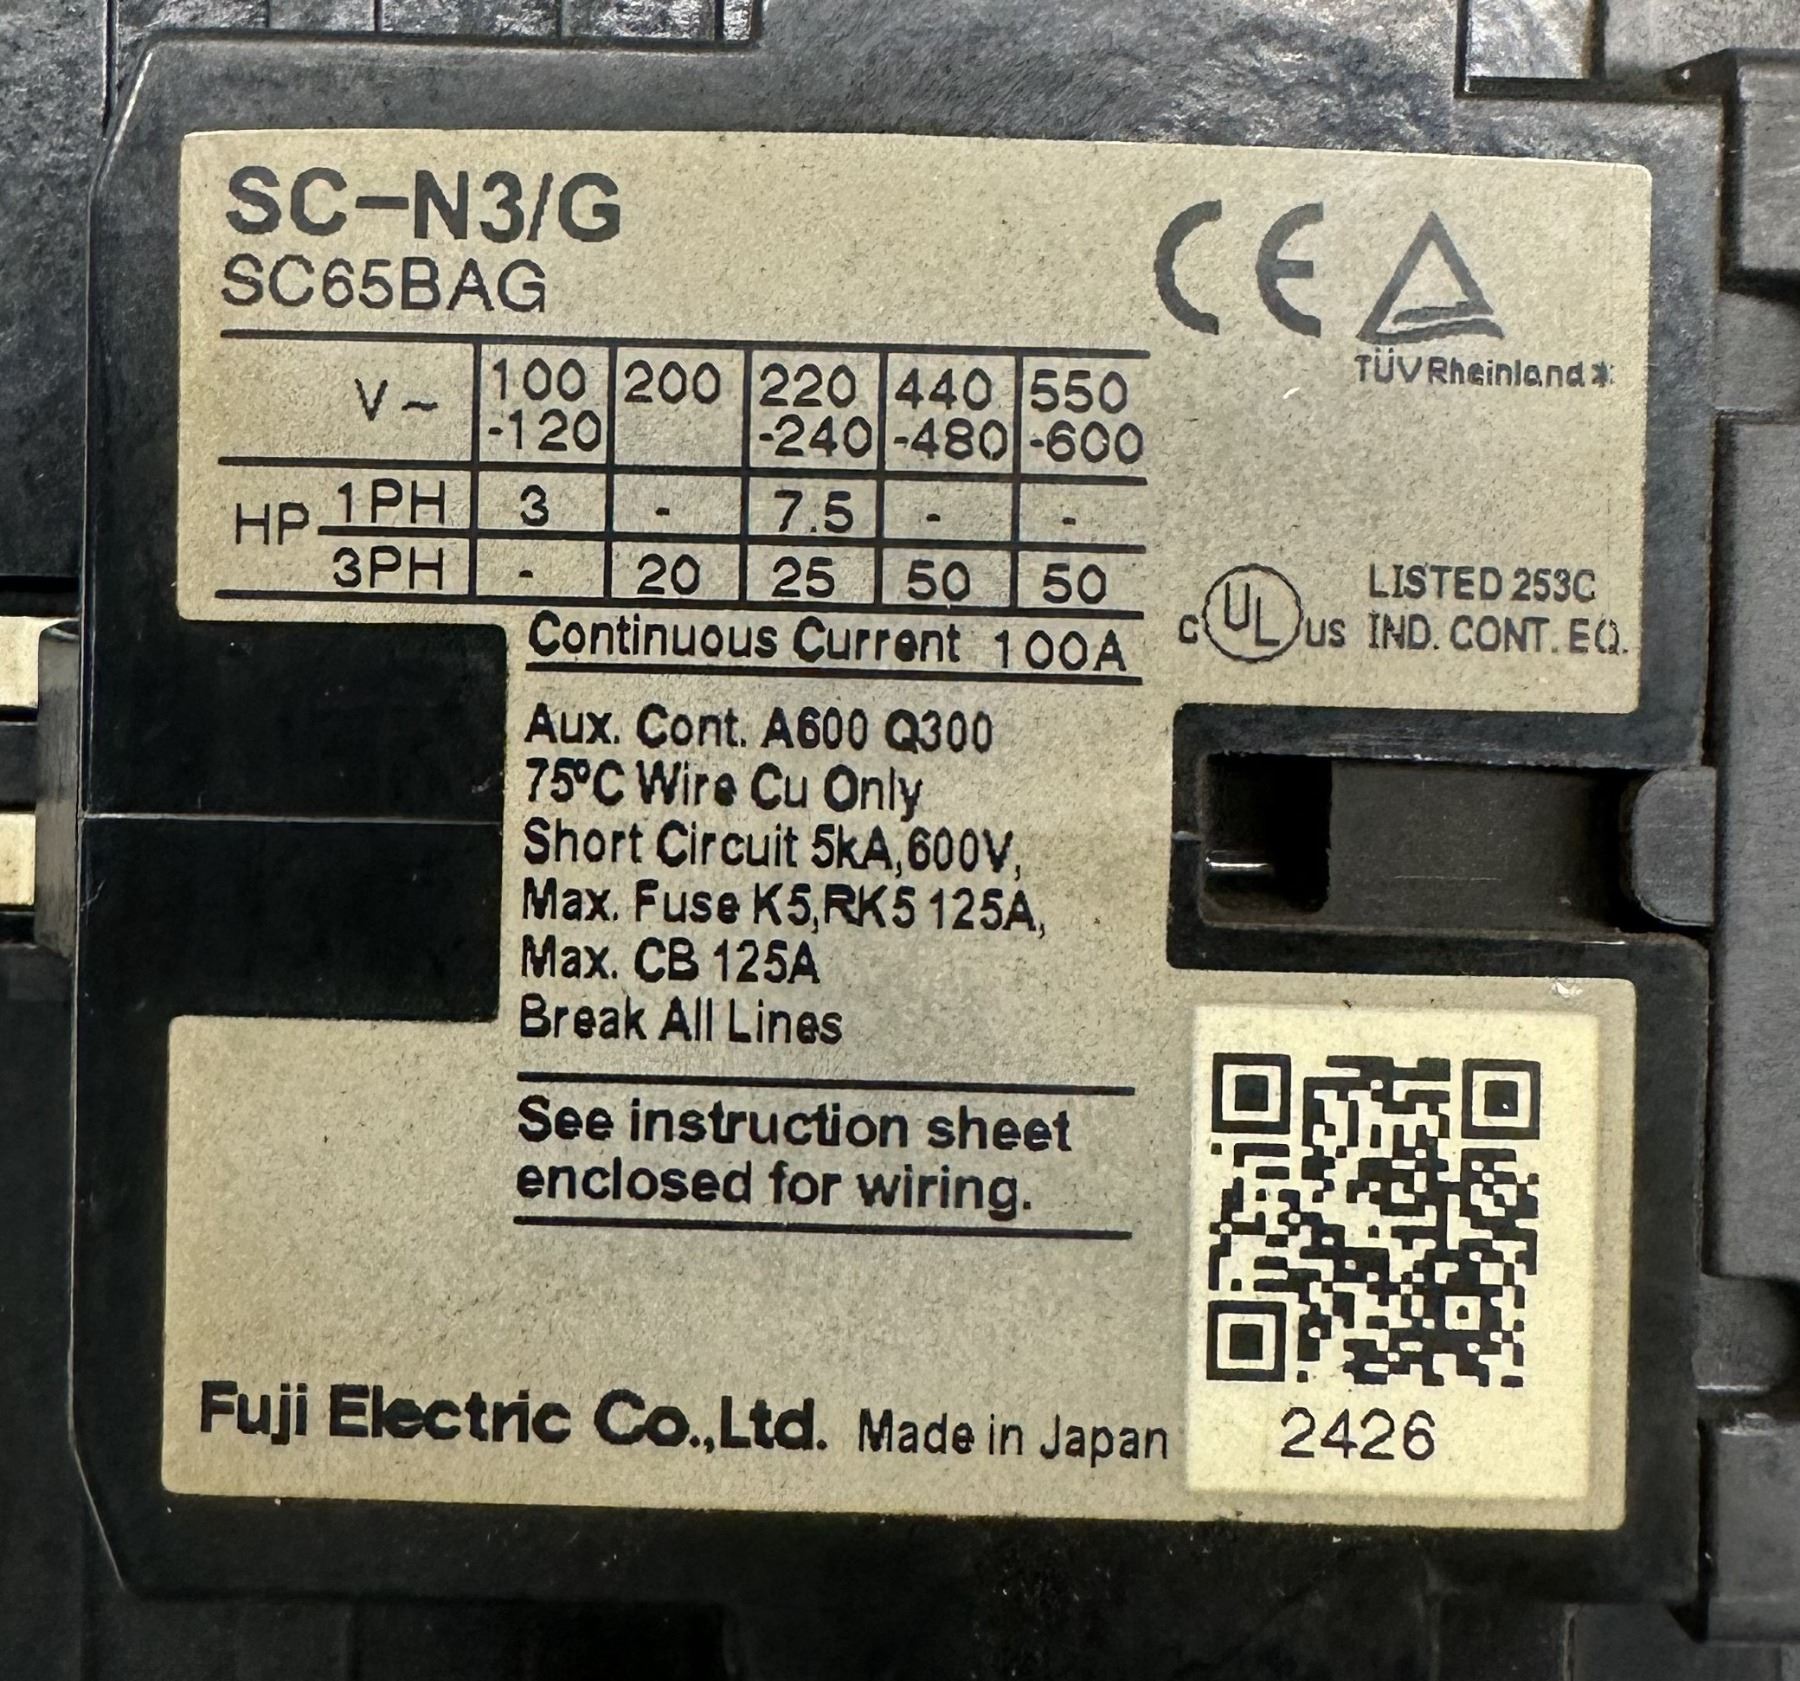 SC-N3/G
SC65BAG
CE
TÜVRheinland
V~ 100-120 200 220-240 440-480 550-600
HP 1PH 3 - 7.5 - -
3PH - 20 25 50 50
Continuous Current 100A
c UL us LISTED 253C
IND. CONT. EQ.
Aux. Cont. A600 Q300
75°C Wire Cu Only
Short Circuit 5kA,600V,
Max. Fuse K5,RK5 125A,
Max. CB 125A
Break All Lines
See instruction sheet
enclosed for wiring.
Fuji Electric Co.,Ltd. Made in Japan
2426